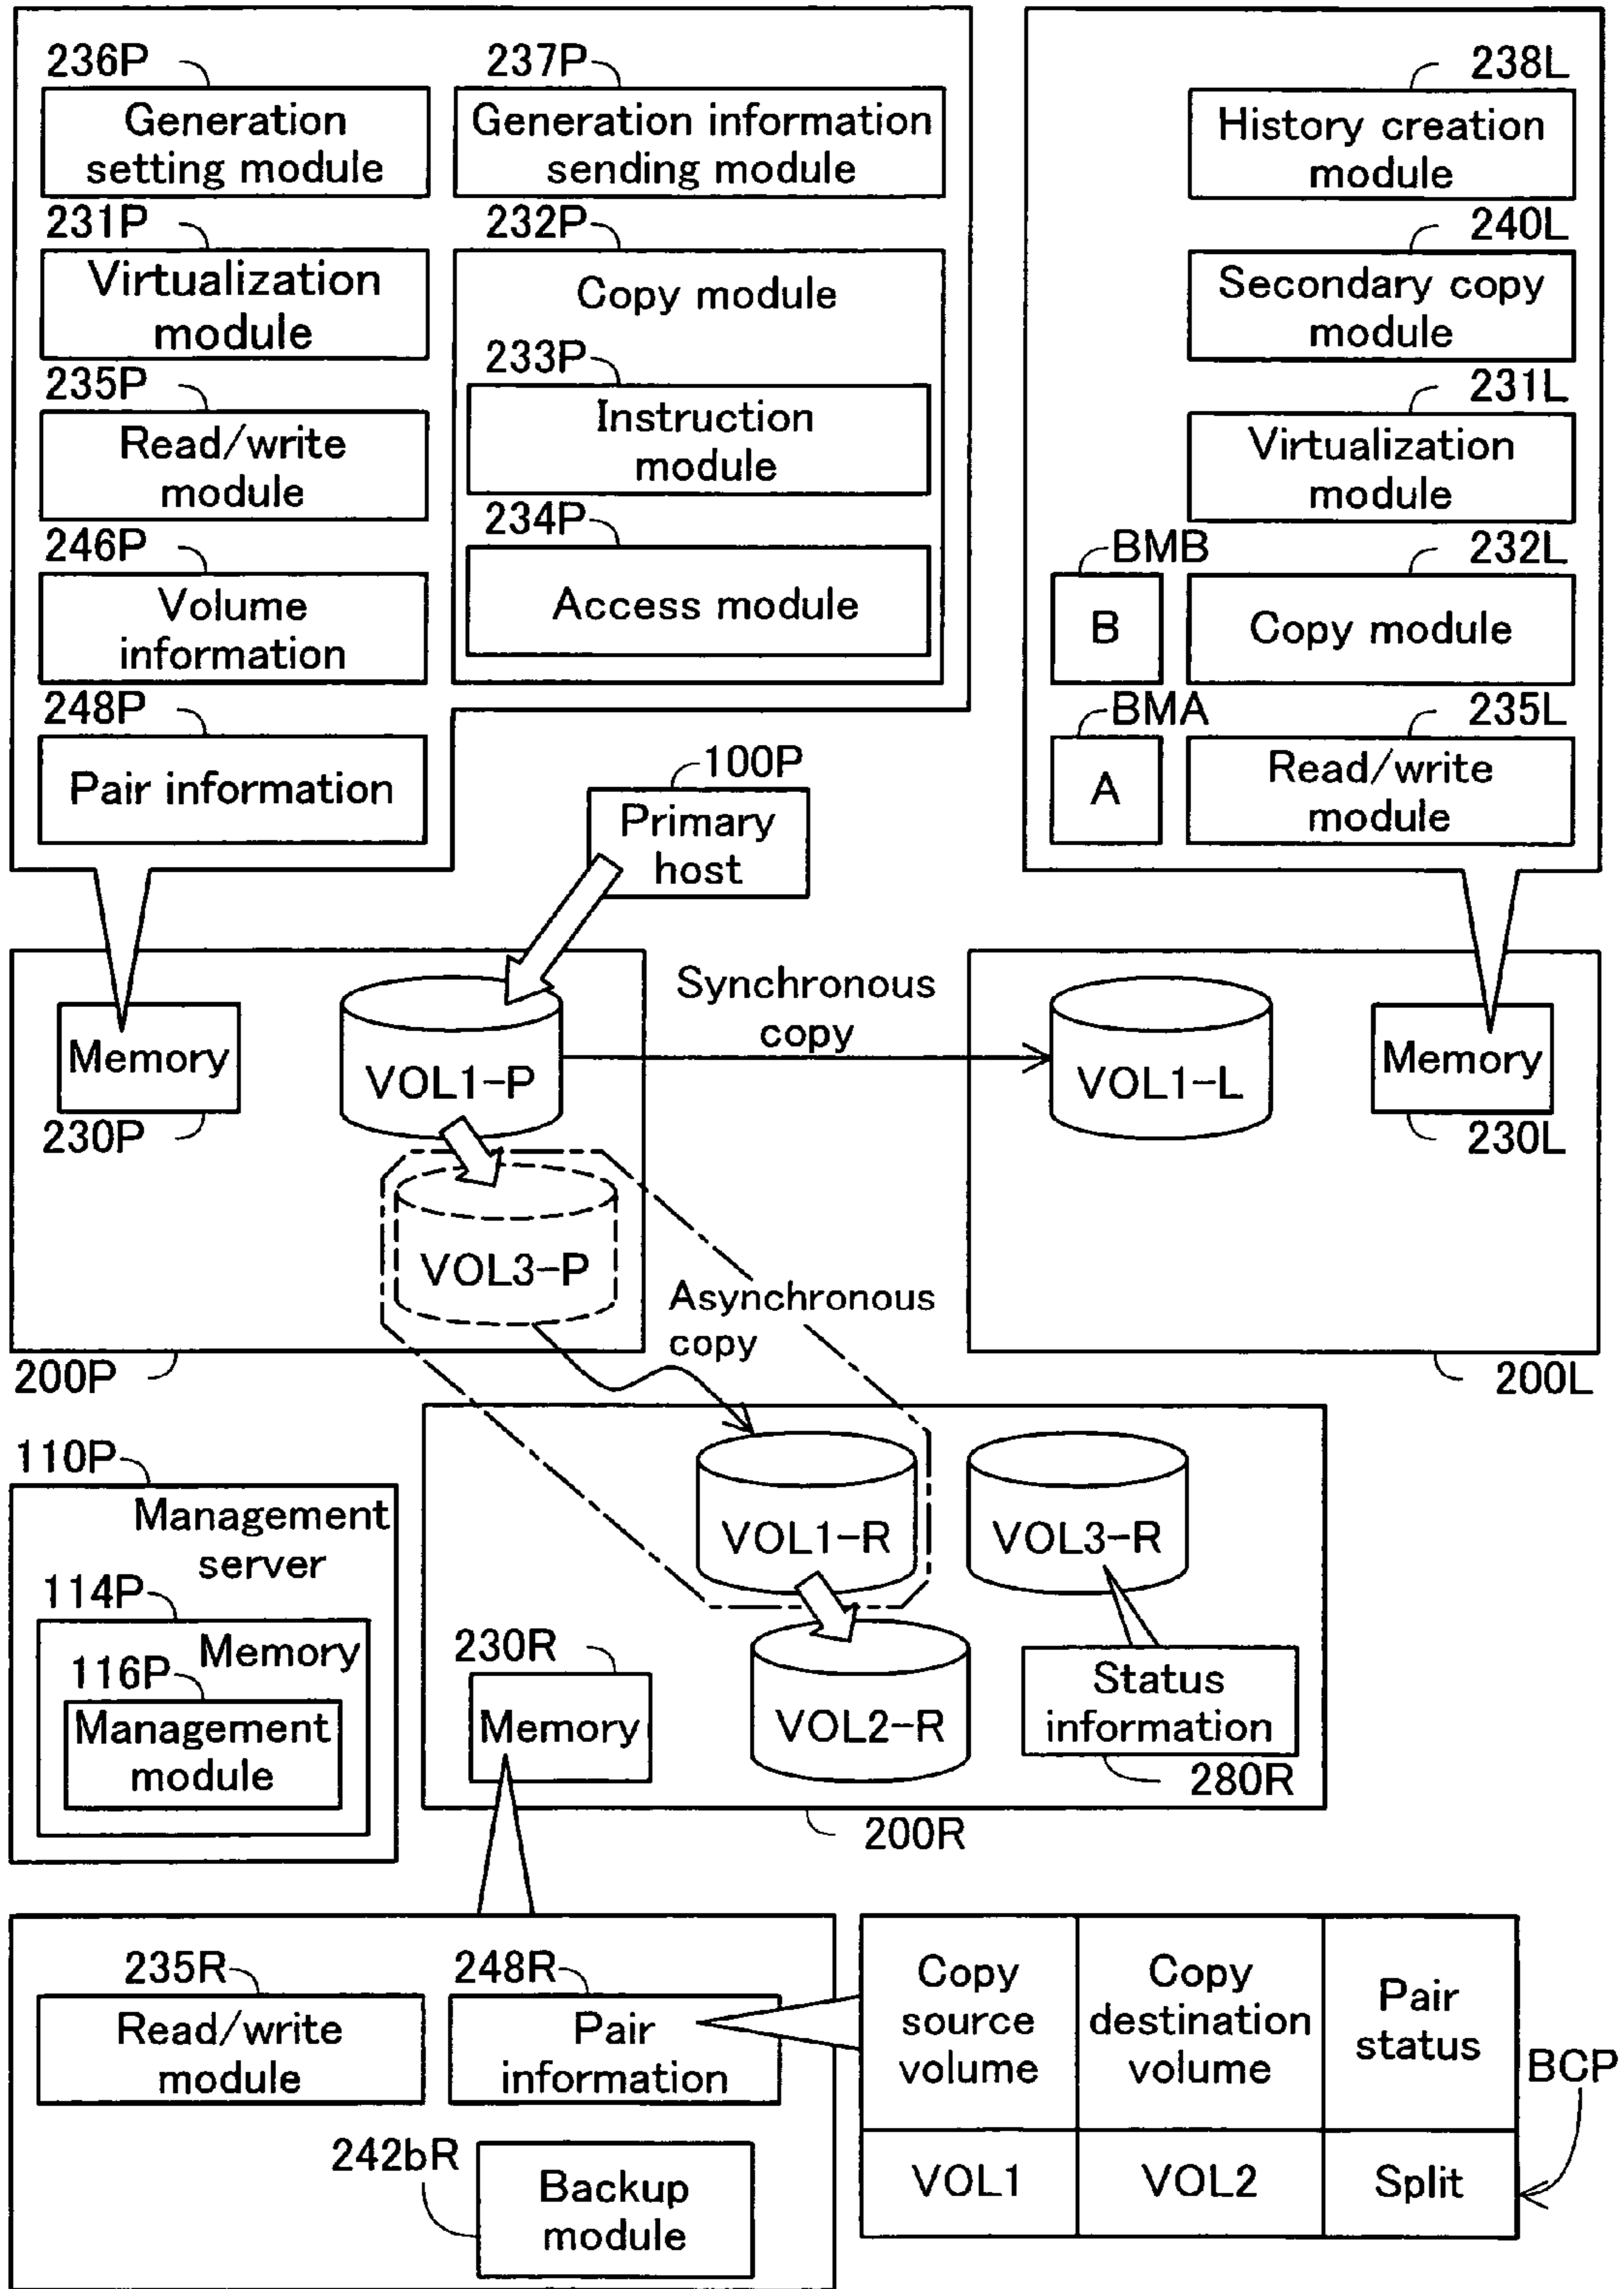 236P
Generation
setting module
237P
Generation information
sending module
231P
Virtualization
module
232P
Copy module
235P
Read/write
module
233P
Instruction
module
246P
Volume
information
234P
Access module
248P
Pair information
238L
History creation
module
240L
Secondary copy
module
231L
Virtualization
module
BMB
B
232L
Copy module
BMA
A
235L
Read/write
module
100P
Primary
host
Memory
230P
VOL1-P
Synchronous
copy
VOL1-L
Memory
230L
VOL3-P
Asynchronous
copy
200P
200L
110P
Management
server
114P
Memory
116P
Management
module
VOL1-R
VOL3-R
230R
Memory
VOL2-R
Status
information
280R
200R
235R
Read/write
module
248R
Pair
information
242bR
Backup
module
Copy
source
volume
Copy
destination
volume
Pair
status
BCP
VOL1
VOL2
Split